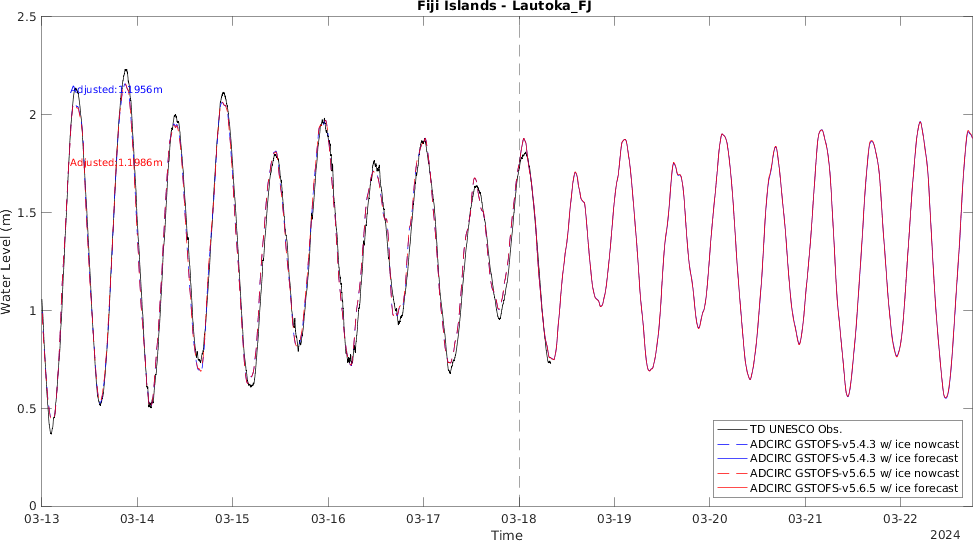 Fiji Islands - Lautoka_FJ
2.5
2
1.5
1
0.5
0
Water Level (m)
Adjusted:1.1956m
Adjusted:1.1986m
TD UNESCO Obs.
ADCIRC GSTOFS-v5.4.3 w/ ice nowcast
ADCIRC GSTOFS-v5.4.3 w/ ice forecast
ADCIRC GSTOFS-v5.6.5 w/ ice nowcast
ADCIRC GSTOFS-v5.6.5 w/ ice forecast
03-13 03-14 03-15 03-16 03-17 03-18 03-19 03-20 03-21 03-22
Time
2024